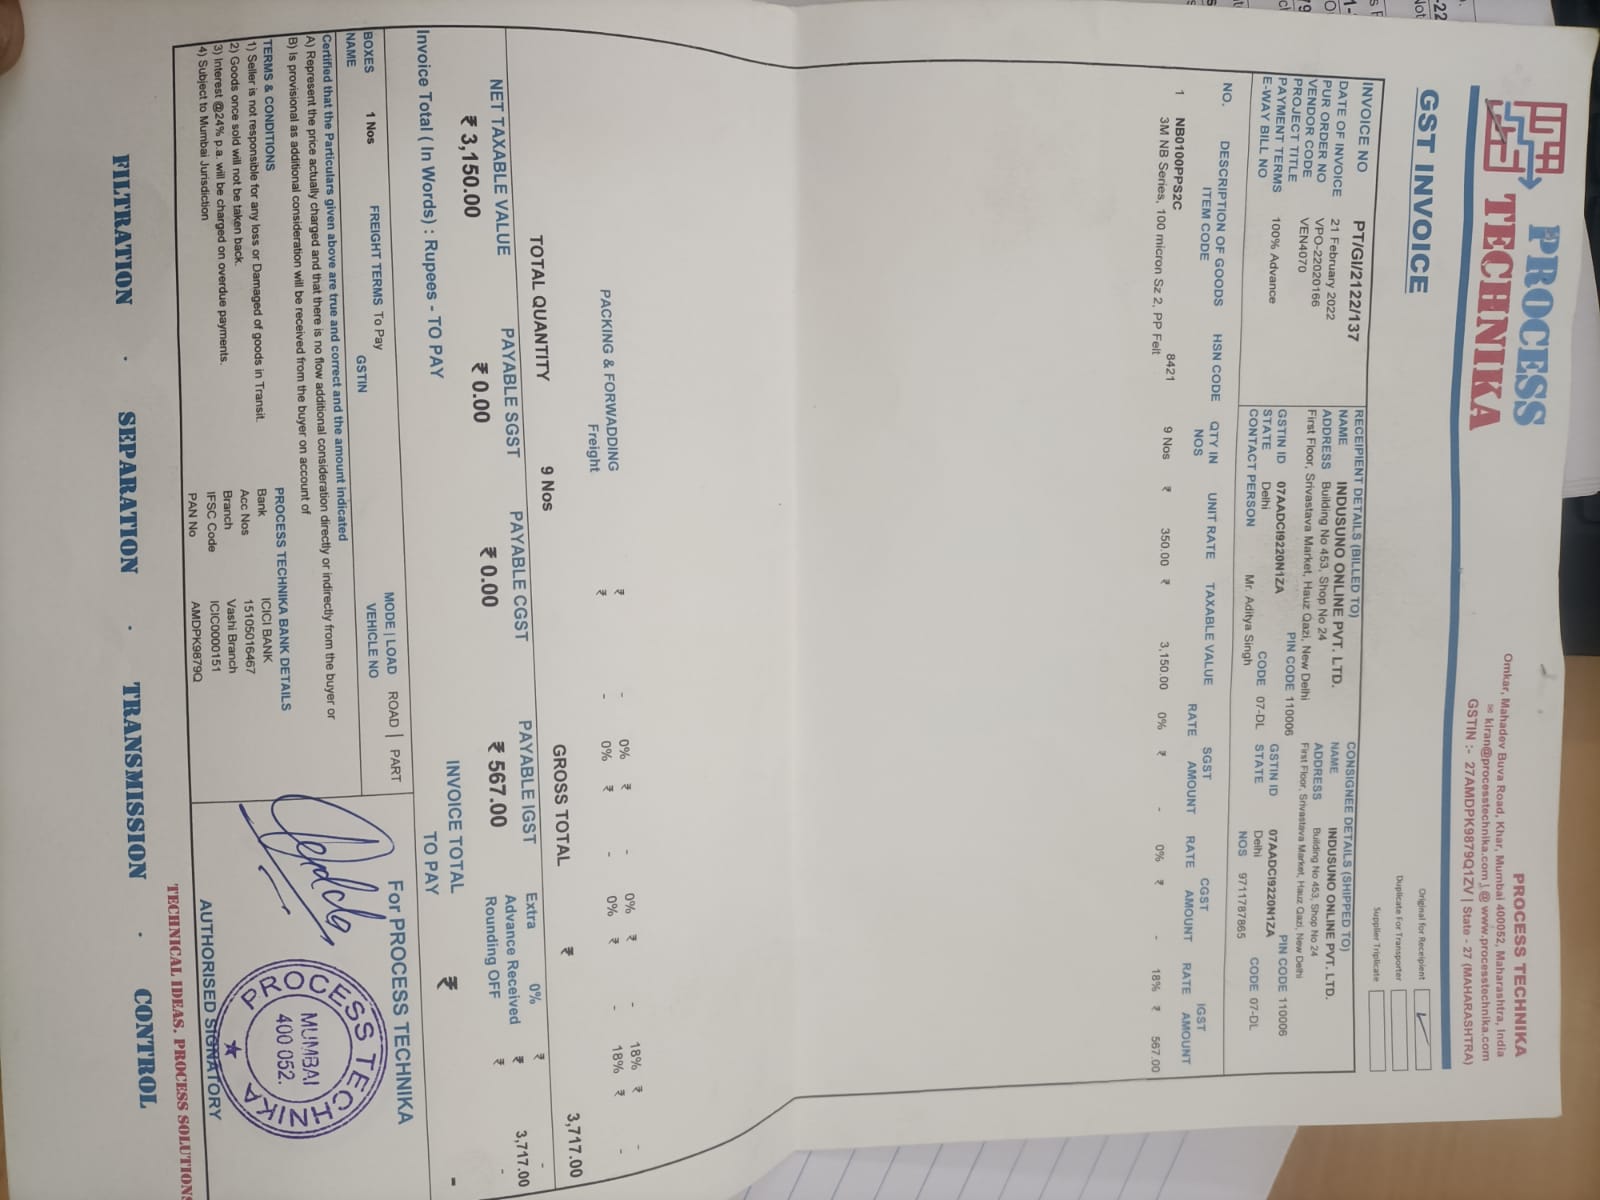 PROCESS
TECHNIKA
PROCESS TECHNIKA
Omkar, Mahadev Buva Road, Khar, Mumbai 400052, Maharashtra, India
kiran@processtechnika.com | @ www.processtechnika.com
GSTIN :- 27AMDPK9879Q1ZV | State - 27 (MAHARASHTRA)
GST INVOICE
Original for Receipient
Duplicate For Transporter
Supplier Triplicate
INVOICE NO PT/GI/2122/137
DATE OF INVOICE 21 February 2022
PUR ORDER NO VPO-22020166
VENDOR CODE VEN4070
PROJECT TITLE
PAYMENT TERMS 100% Advance
E-WAY BILL NO
RECEIPIENT DETAILS (BILLED TO)
NAME INDUSUNO ONLINE PVT. LTD.
ADDRESS Building No 453, Shop No 24
First Floor, Srivastava Market, Hauz Qazi, New Delhi
PIN CODE 110006
GSTIN ID 07AADCI9220N1ZA
STATE Delhi CODE 07-DL
CONTACT PERSON Mr. Aditya Singh
CONSIGNEE DETAILS (SHIPPED TO)
NAME INDUSUNO ONLINE PVT. LTD.
ADDRESS Building No 453, Shop No 24
First Floor, Srivastava Market, Hauz Qazi, New Delhi
PIN CODE 110006
GSTIN ID 07AADCI9220N1ZA
STATE Delhi CODE 07-DL
NOS 9711787865
NO. DESCRIPTION OF GOODS HSN CODE QTY IN UNIT RATE TAXABLE VALUE SGST CGST IGST
ITEM CODE NOS RATE AMOUNT RATE AMOUNT RATE AMOUNT
1 NB0100PPS2C 8421 9 Nos ₹ 350.00 ₹ 3,150.00 0% ₹ - 0% ₹ - 18% ₹ 567.00
3M NB Series, 100 micron Sz 2, PP Felt
PACKING & FORWADDING ₹ - 0% ₹ - 0% ₹ - 18% ₹ -
Freight ₹ - 0% ₹ - 0% ₹ - 18% ₹ -
TOTAL QUANTITY 9 Nos GROSS TOTAL ₹ 3,717.00
NET TAXABLE VALUE PAYABLE SGST PAYABLE CGST PAYABLE IGST
₹ 3,150.00 ₹ 0.00 ₹ 0.00 ₹ 567.00
Extra 0% ₹ -
Advance Received ₹ 3,717.00
Rounding OFF ₹ -
Invoice Total ( In Words) : Rupees - TO PAY
INVOICE TOTAL
TO PAY ₹ -
BOXES 1 Nos FREIGHT TERMS To Pay MODE | LOAD ROAD | PART
NAME GSTIN VEHICLE NO
Certified that the Particulars given above are true and correct and the amount indicated
A) Represent the price actually charged and that there is no flow additional consideration directly or indirectly from the buyer or
B) Is provisional as additional consideration will be received from the buyer on account of
TERMS & CONDITIONS
1) Seller is not responsible for any loss or Damaged of goods in Transit.
2) Goods once sold will not be taken back.
3) Interest @24% p.a. will be charged on overdue payments.
4) Subject to Mumbai Jurisdiction
PROCESS TECHNIKA BANK DETAILS
Bank ICICI BANK
Acc Nos 15105016467
Branch Vashi Branch
IFSC Code ICIC0000151
PAN No AMDPK9879Q
For PROCESS TECHNIKA
PROCESS TECHNIKA
MUMBAI
400 052.
AUTHORISED SIGNATORY
TECHNICAL IDEAS. PROCESS SOLUTIONS
FILTRATION . SEPARATION . TRANSMISSION . CONTROL